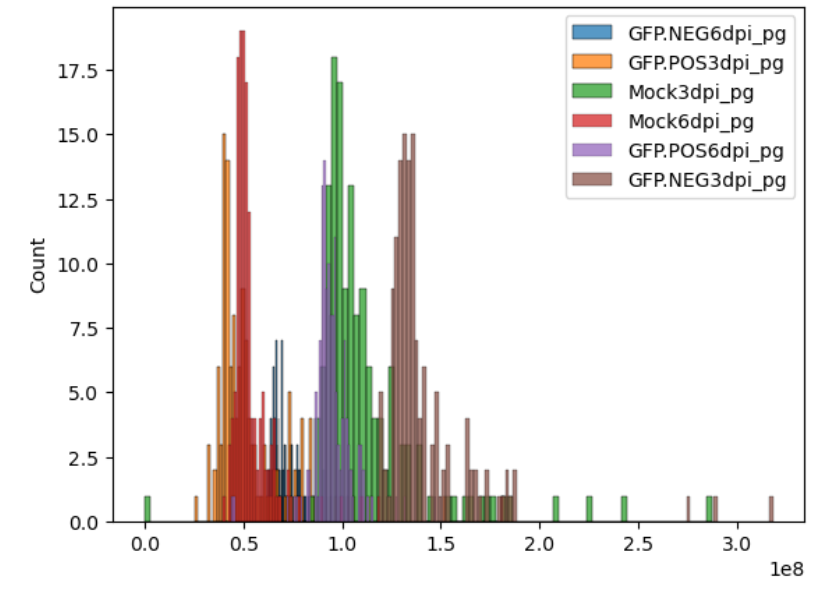 GFP.NEG6dpi_pg
GFP.POS3dpi_pg
Mock3dpi_pg
Mock6dpi_pg
GFP.POS6dpi_pg
GFP.NEG3dpi_pg
Count
17.5
15.0
12.5
10.0
7.5
5.0
2.5
0.0
0.0 0.5 1.0 1.5 2.0 2.5 3.0
1e8